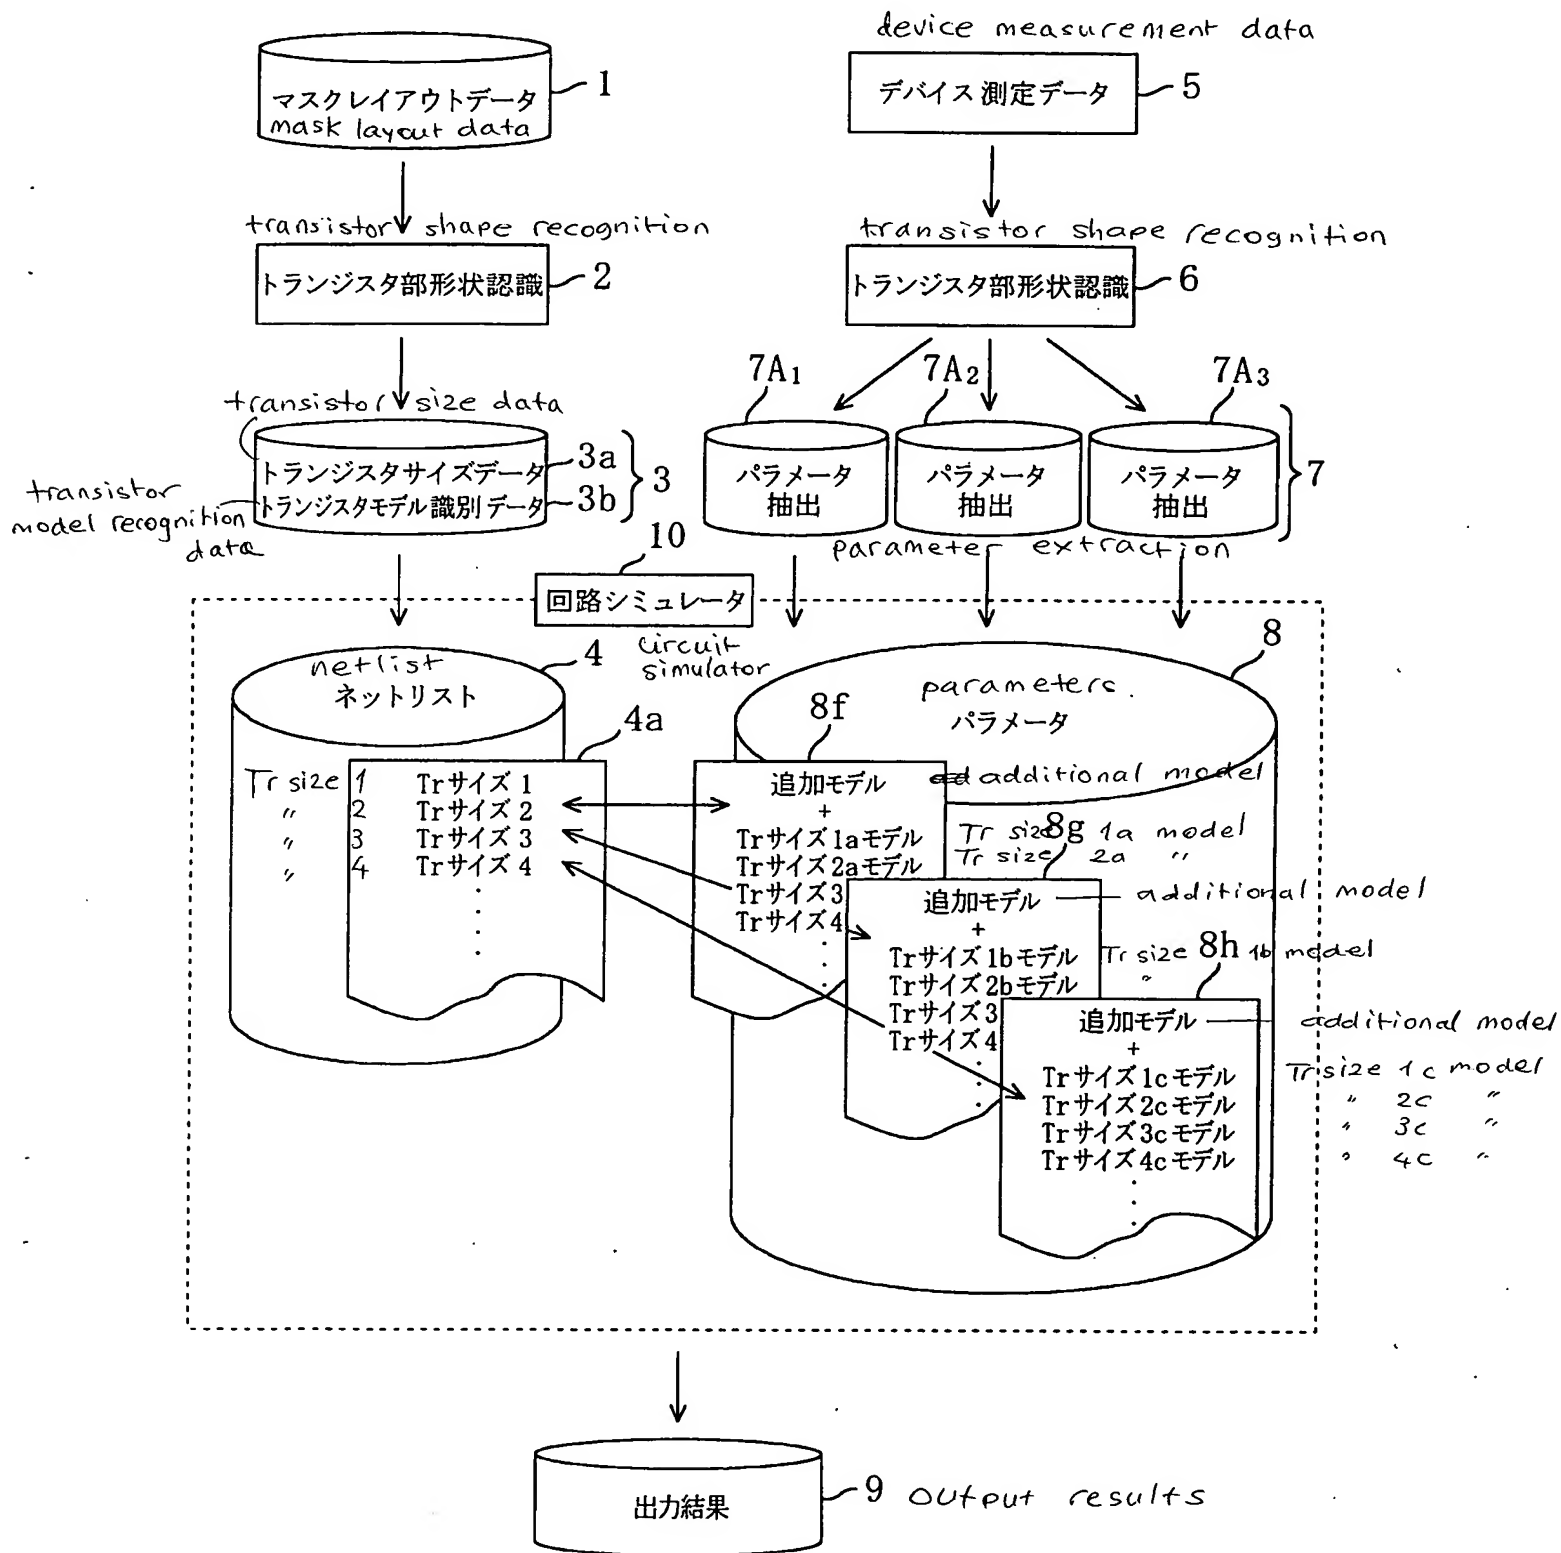 device measurement data
マスクレイアウトデータ
mask layout data
1
デバイス測定データ
5
transistor shape recognition
トランジスタ部形状認識
2
transistor shape recognition
トランジスタ部形状認識
6
7A1
7A2
7A3
transistor size data
トランジスタサイズデータ
3a
トランジスタモデル識別データ
3b
3
transistor
model recognition
data
パラメータ
抽出
パラメータ
抽出
パラメータ
抽出
7
parameter extraction
10
回路シミュレータ
circuit
simulator
netlist
ネットリスト
4
parameters.
パラメータ
8
4a
Tr size 1
" 2
" 3
" 4
Trサイズ1
Trサイズ2
Trサイズ3
Trサイズ4
8f
追加モデル
+
Trサイズ1aモデル
Trサイズ2aモデル
Trサイズ3
Trサイズ4
additional model
Tr size 1a model
Tr size 2a "
8g
追加モデル
+
Trサイズ1bモデル
Trサイズ2bモデル
Trサイズ3
Trサイズ4
additional model
Tr size 1b model
"
8h
追加モデル
+
Trサイズ1cモデル
Trサイズ2cモデル
Trサイズ3cモデル
Trサイズ4cモデル
additional model
Tr size 1c model
" 2c "
" 3c "
" 4c "
出力結果
9
output results